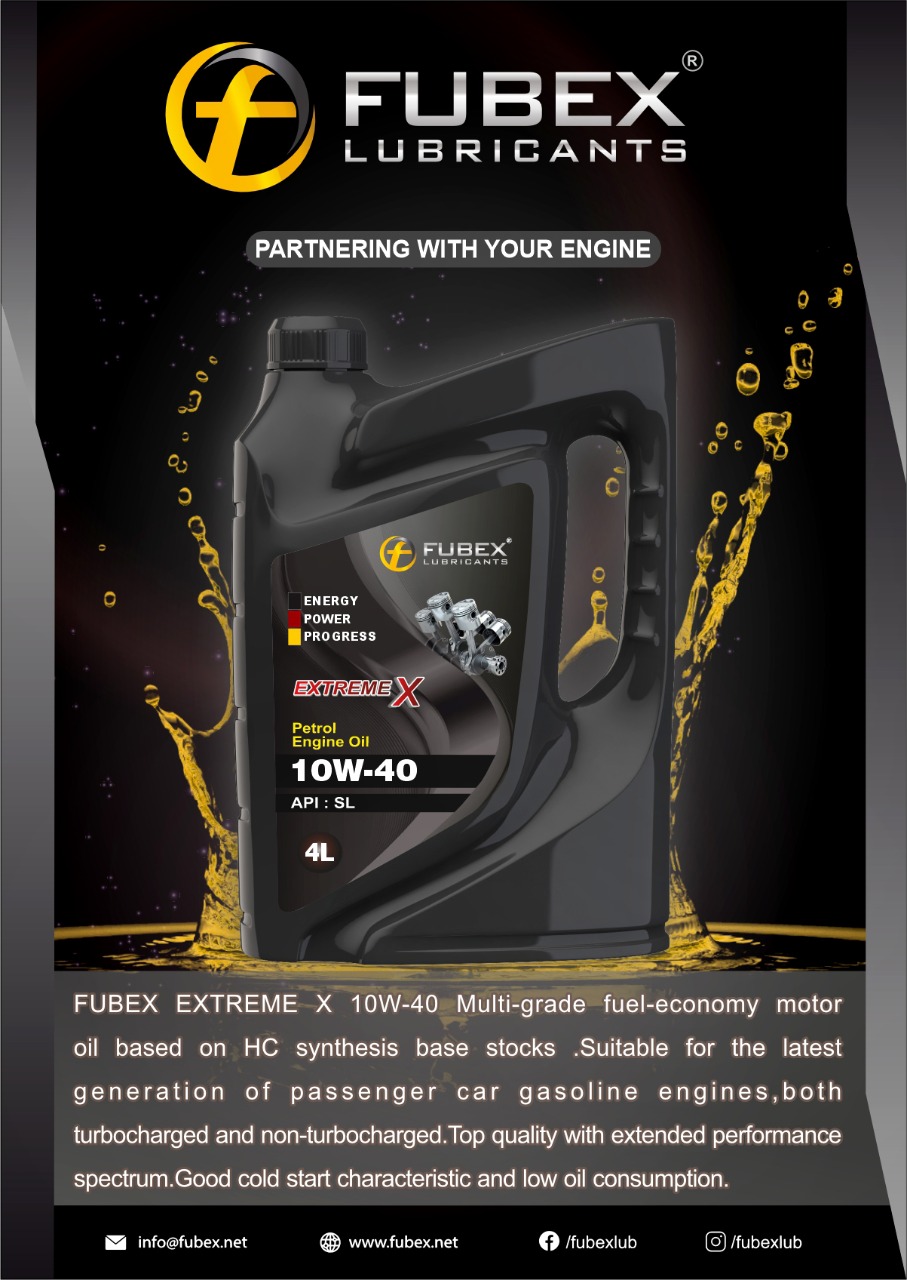 FUBEX ®
LUBRICANTS
PARTNERING WITH YOUR ENGINE
FUBEX ®
LUBRICANTS
ENERGY
POWER
PROGRESS
EXTREME X
Petrol
Engine Oil
10W-40
API : SL
4L
FUBEX EXTREME X 10W-40 Multi-grade fuel-economy motor
oil based on HC synthesis base stocks .Suitable for the latest
generation of passenger car gasoline engines,both
turbocharged and non-turbocharged.Top quality with extended performance
spectrum.Good cold start characteristic and low oil consumption.
info@fubex.net www.fubex.net /fubexlub /fubexlub